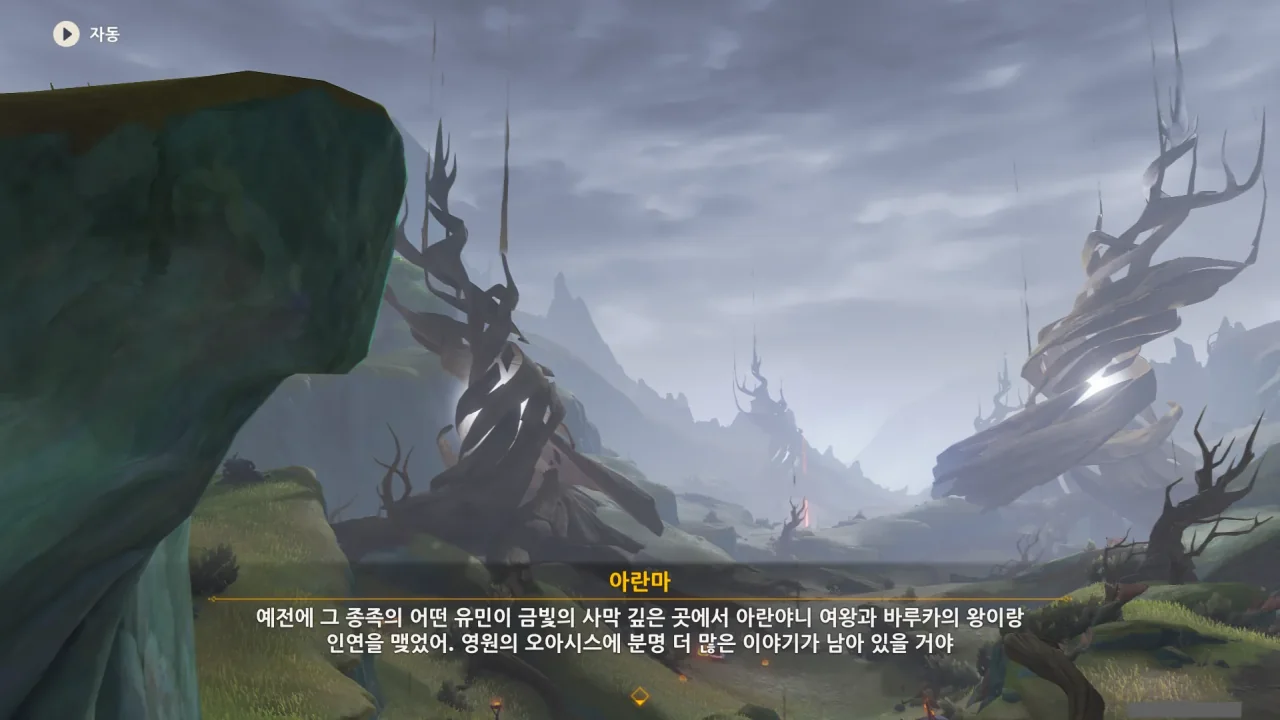 자동
아란마
예전에 그 종족의 어떤 유민이 금빛의 사막 깊은 곳에서 아란야니 여왕과 바루카의 왕이랑
인연을 맺었어. 영원의 오아시스에 분명 더 많은 이야기가 남아 있을 거야